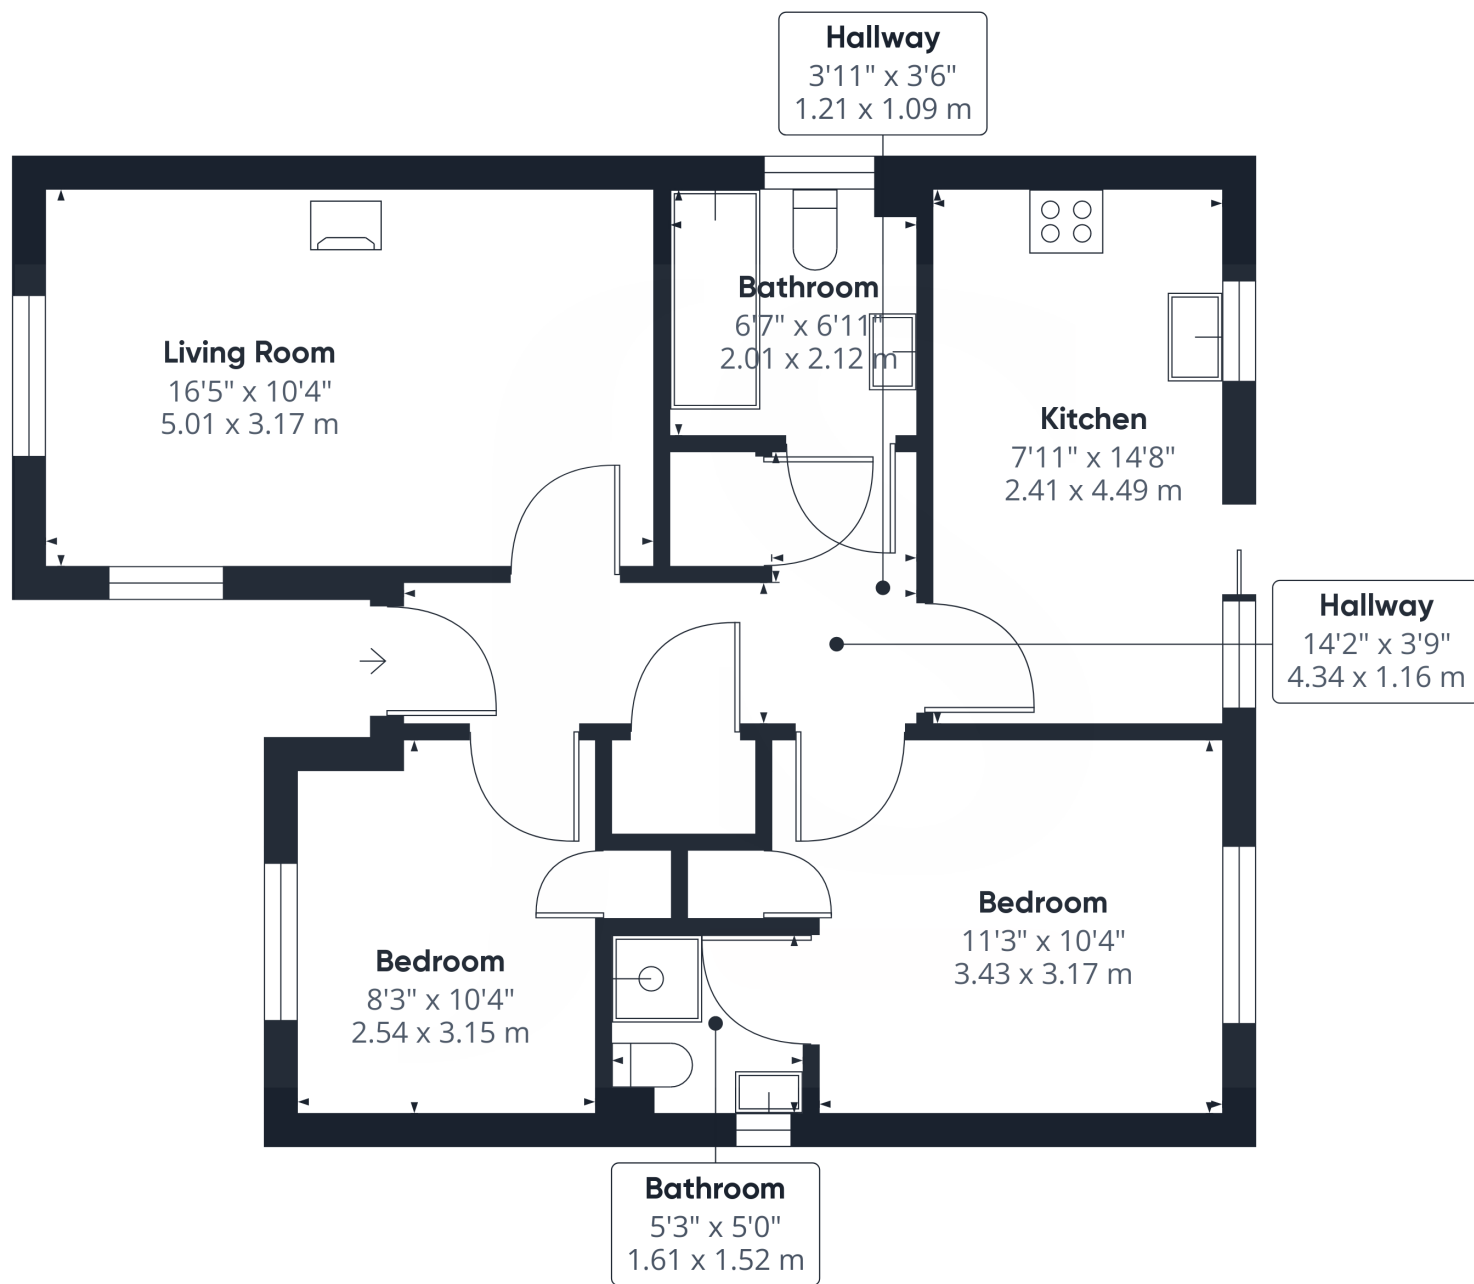 Hallway
3'11" x 3'6"
1.21 x 1.09 m
Living Room
16'5" x 10'4"
5.01 x 3.17 m
Bathroom
6'7" x 6'11"
2.01 x 2.12 m
Kitchen
7'11" x 14'8"
2.41 x 4.49 m
Hallway
14'2" x 3'9"
4.34 x 1.16 m
Bedroom
8'3" x 10'4"
2.54 x 3.15 m
Bedroom
11'3" x 10'4"
3.43 x 3.17 m
Bathroom
5'3" x 5'0"
1.61 x 1.52 m